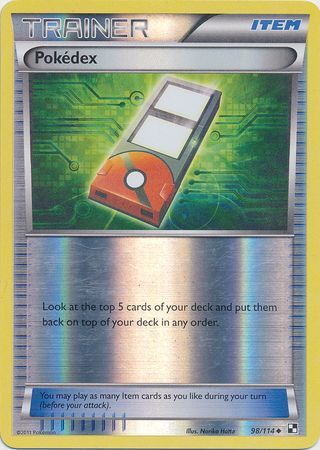 TRAINER
ITEM
Pokédex
Look at the top 5 cards of your deck and put them
back on top of your deck in any order.
You may play as many Item cards as you like during your turn
(before your attack).
©2011 Pokémon
Illus. Noriko Hotta
98/114